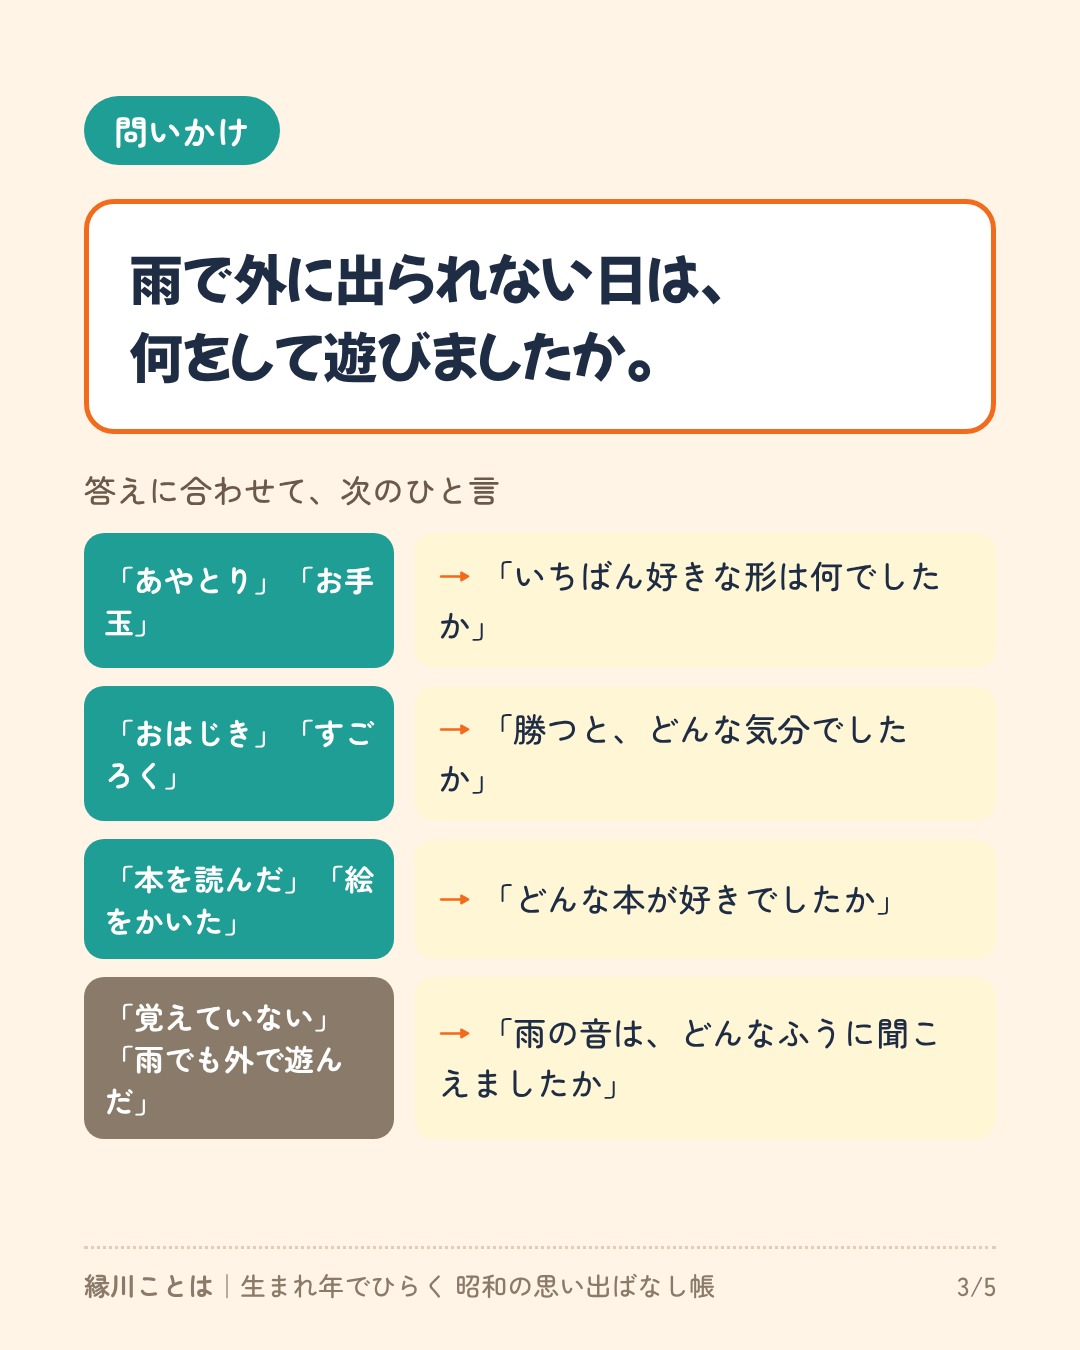 問いかけ
雨で外に出られない日は、
何をして遊びましたか。
答えに合わせて、次のひと言
「あやとり」「お手
玉」
→ 「いちばん好きな形は何でした
か」
「おはじき」「すご
ろく」
→ 「勝つと、どんな気分でした
か」
「本を読んだ」「絵
をかいた」
→ 「どんな本が好きでしたか」
「覚えていない」
「雨でも外で遊ん
だ」
→ 「雨の音は、どんなふうに聞こ
えましたか」
縁川ことは｜生まれ年でひらく 昭和の思い出ばなし帳
3/5